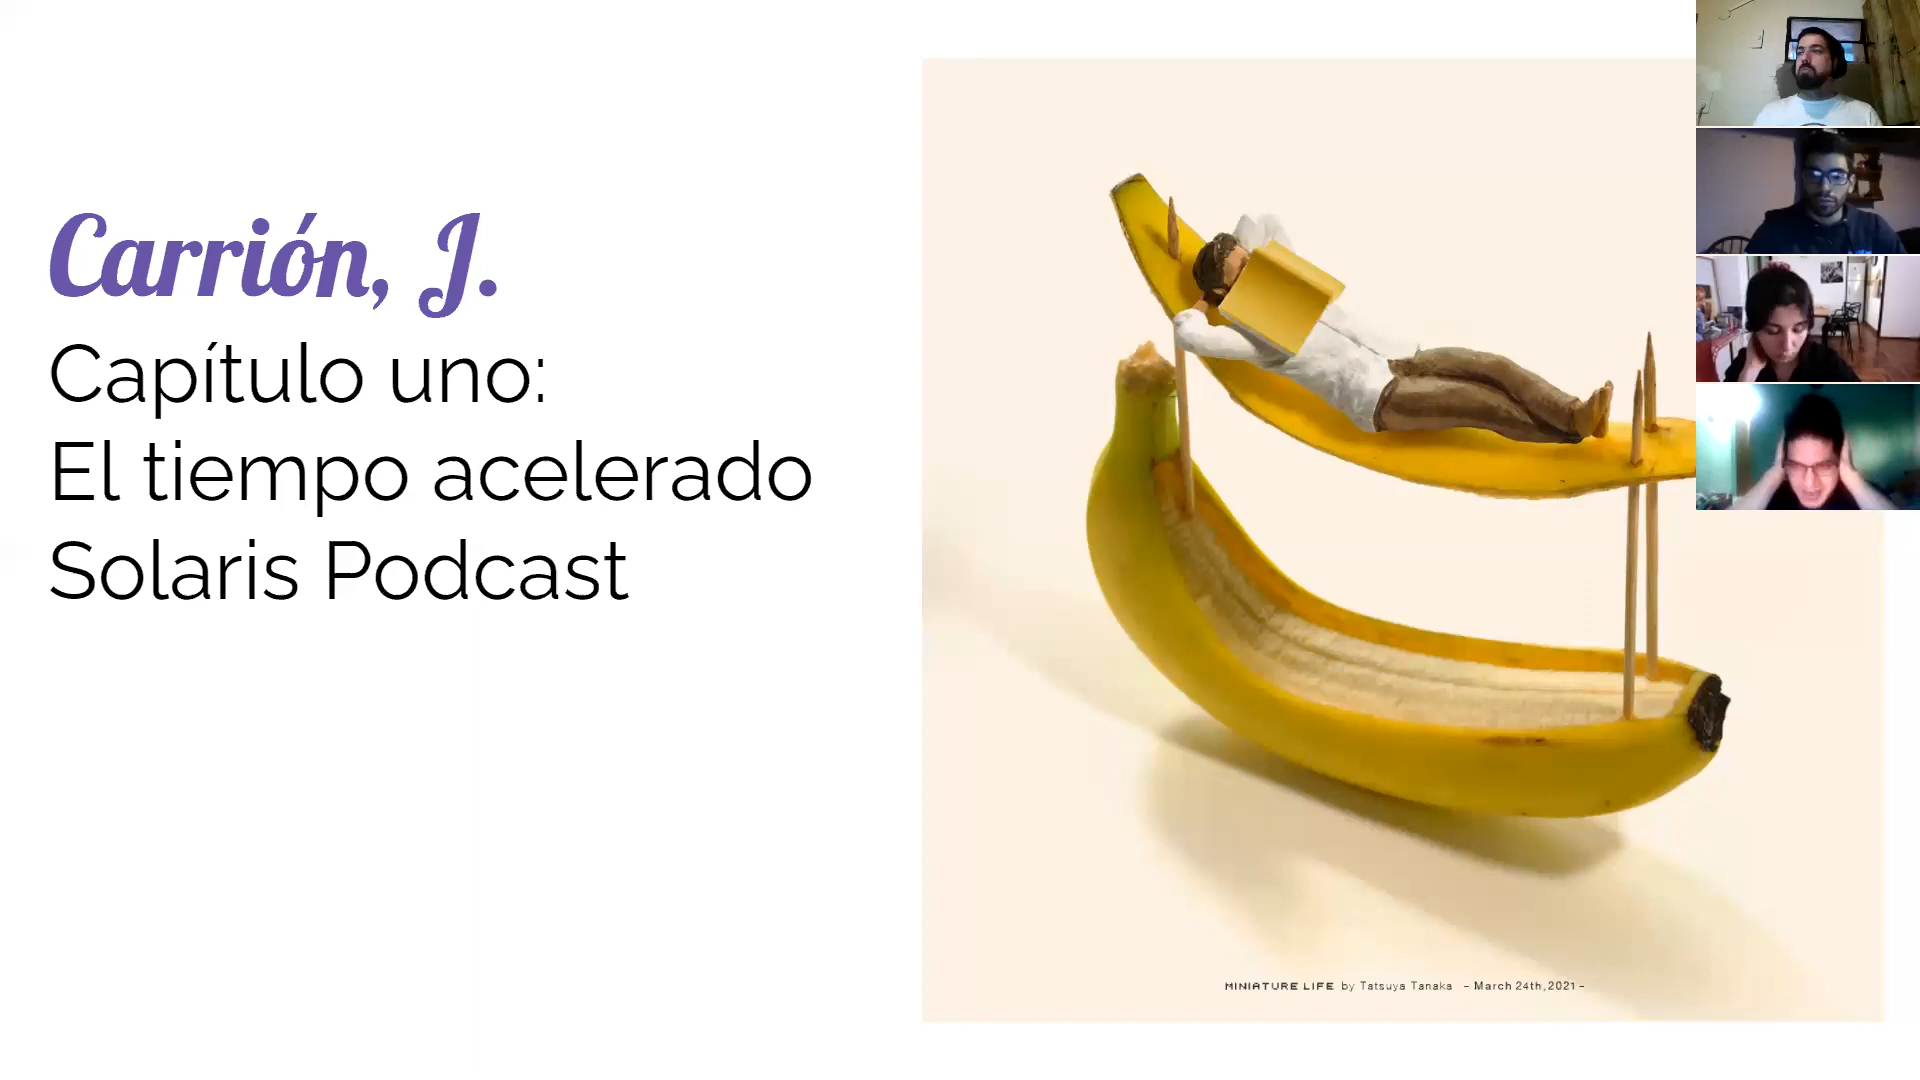 Carrión, J.
Capítulo uno:
El tiempo acelerado
Solaris Podcast
MINIATURE LIFE by Tatsuya Tanaka - March 24th, 2021 -